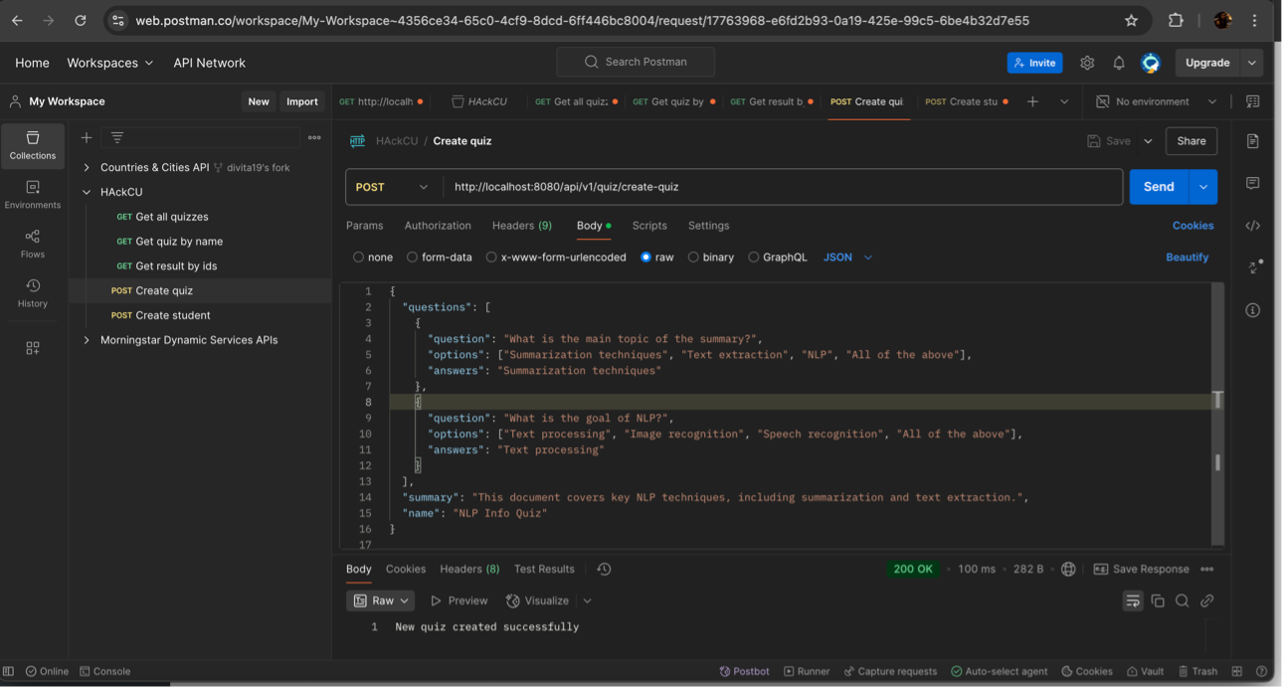 web.postman.co/workspace/My-Workspace~4356ce34-65c0-4cf9-8dcd-6ff446bc8004/request/17763968-e6fd2b93-0a19-425e-99c5-6be4b32d7e55
Home Workspaces API Network Search Postman Invite Upgrade
My Workspace New Import GET http://localh HAckCU GET Get all quiz: GET Get quiz by GET Get result b POST Create qui POST Create stu No environment
Collections
Environments
Flows
History
Countries & Cities API divita19's fork
HAckCU
GET Get all quizzes
GET Get quiz by name
GET Get result by ids
POST Create quiz
POST Create student
Morningstar Dynamic Services APIs
HTTP HAckCU / Create quiz Save Share
POST http://localhost:8080/api/v1/quiz/create-quiz Send
Params Authorization Headers (9) Body Scripts Settings Cookies
none form-data x-www-form-urlencoded raw binary GraphQL JSON Beautify
1 {
2 "questions": [
3 {
4 "question": "What is the main topic of the summary?",
5 "options": ["Summarization techniques", "Text extraction", "NLP", "All of the above"],
6 "answers": "Summarization techniques"
7 },
8 {
9 "question": "What is the goal of NLP?",
10 "options": ["Text processing", "Image recognition", "Speech recognition", "All of the above"],
11 "answers": "Text processing"
12 }
13 ],
14 "summary": "This document covers key NLP techniques, including summarization and text extraction.",
15 "name": "NLP Info Quiz"
16 }
17
Body Cookies Headers (8) Test Results 200 OK • 100 ms • 282 B • Save Response
Raw Preview Visualize
1 New quiz created successfully
Online Console Postbot Runner Capture requests Auto-select agent Cookies Vault Trash